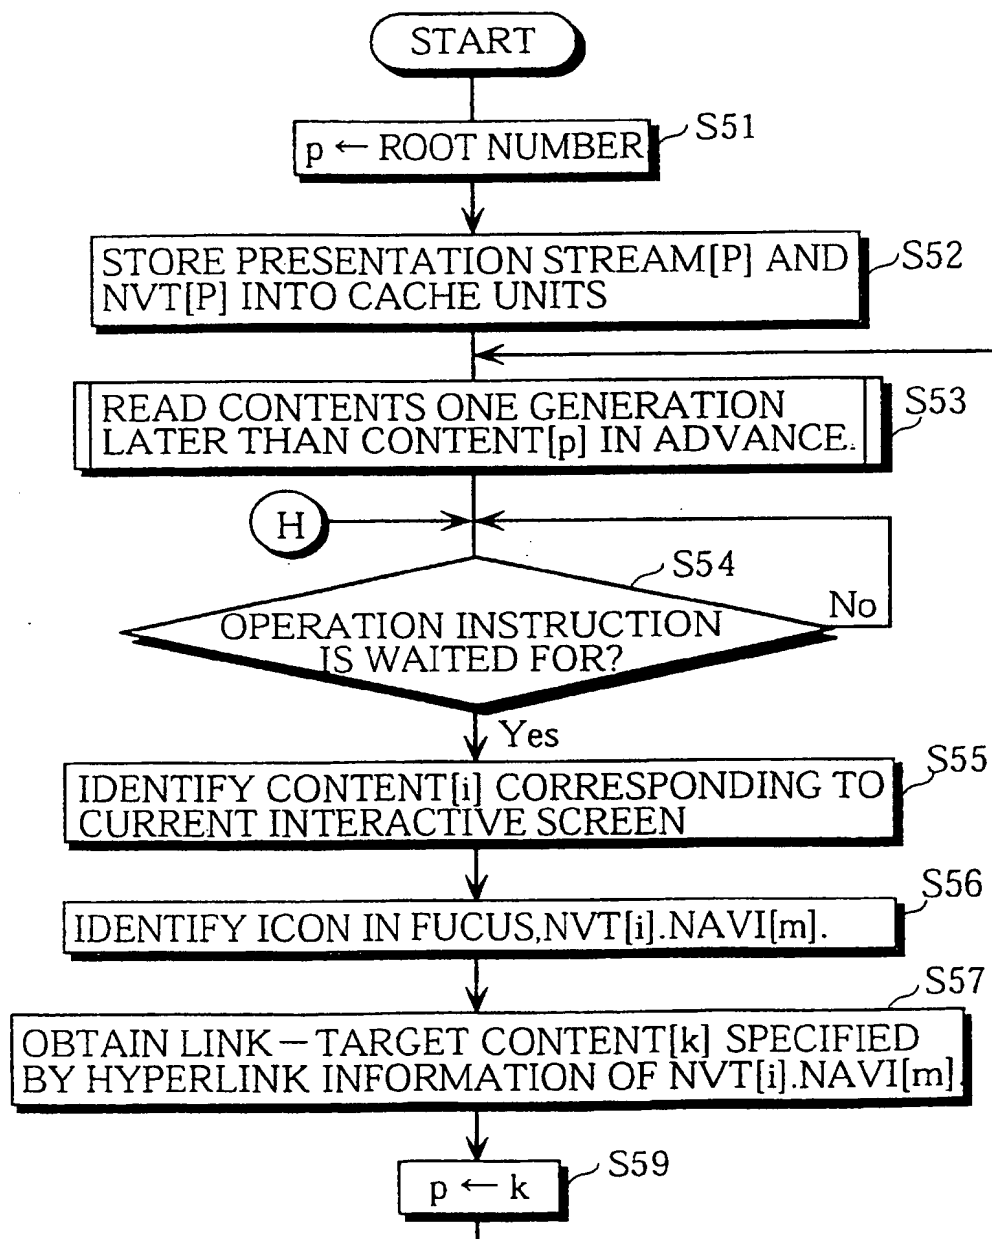 START
p ← ROOT NUMBER
S51
STORE PRESENTATION STREAM[P] AND
NVT[P] INTO CACHE UNITS
S52
READ CONTENTS ONE GENERATION
LATER THAN CONTENT[p] IN ADVANCE.
S53
H
S54
No
OPERATION INSTRUCTION
IS WAITED FOR?
Yes
IDENTIFY CONTENT[i] CORRESPONDING TO
CURRENT INTERACTIVE SCREEN
S55
IDENTIFY ICON IN FUCUS,NVT[i].NAVI[m].
S56
S57
OBTAIN LINK－TARGET CONTENT[k] SPECIFIED
BY HYPERLINK INFORMATION OF NVT[i].NAVI[m].
p ← k
S59